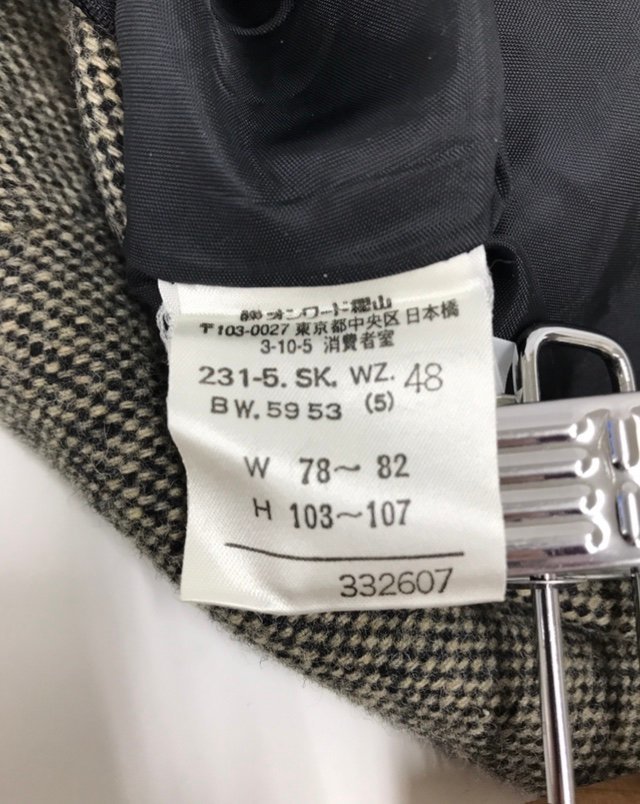 ㈱オンワード樫山
〒103-0027 東京都中央区日本橋
3-10-5 消費者室
231-5. SK. WZ. 48
BW. 59 53 (5)
W 78～ 82
H 103～107
332607